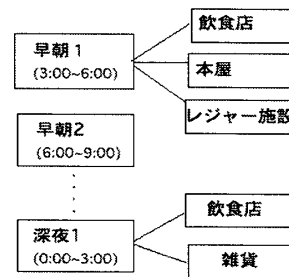 飲食店
早朝1
(3:00~6:00)
本屋
レジャー施設
早朝2
(6:00~9:00)
飲食店
深夜1
(0:00~3:00)
雑貨